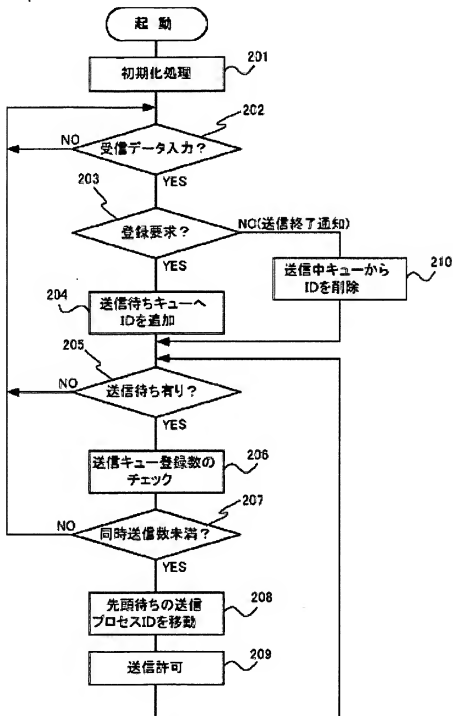 起 動
初期化処理
201
202
受信データ入力？
NO
YES
203
登録要求？
NO(送信終了通知)
YES
送信中キューから
IDを削除
210
204
送信待ちキューへ
IDを追加
205
送信待ち有り？
NO
YES
送信キュー登録数の
チェック
206
207
同時送信数未満？
NO
YES
先頭待ちの送信
プロセスIDを移動
208
送信許可
209